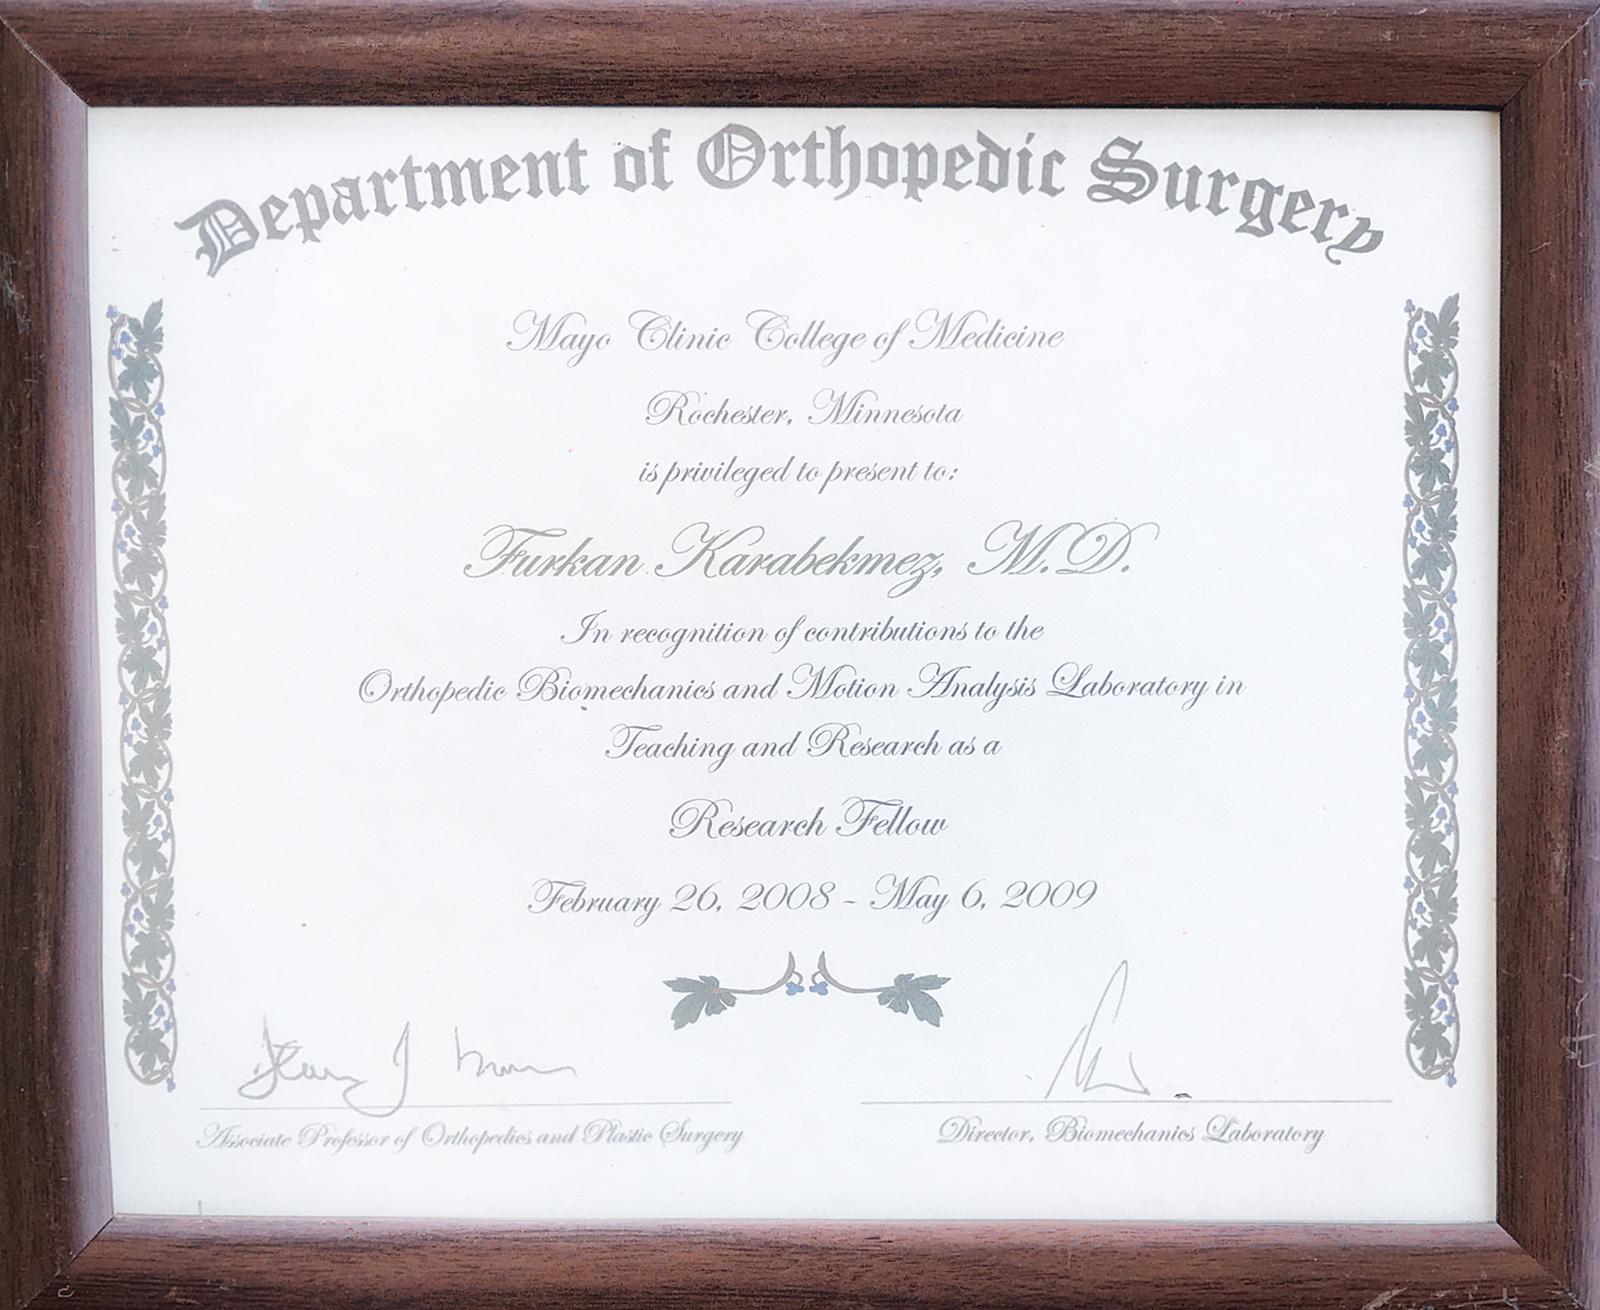 Department of Orthopedic Surgery
Mayo Clinic College of Medicine
Rochester, Minnesota
is privileged to present to:
Furkan Karabekmez, M.D.
In recognition of contributions to the
Orthopedic Biomechanics and Motion Analysis Laboratory in
Teaching and Research as a
Research Fellow
February 26, 2008 - May 6, 2009
Associate Professor of Orthopedics and Plastic Surgery
Director, Biomechanics Laboratory